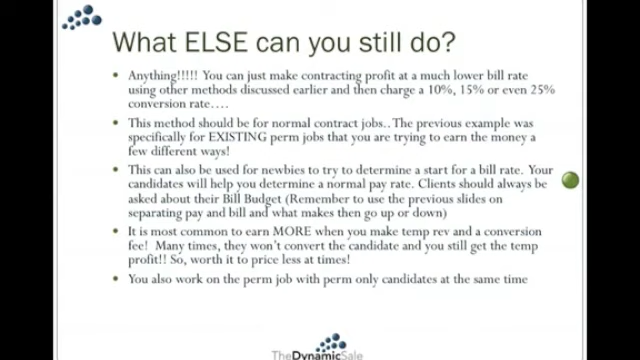 What ELSE can you still do?
Anything!!!!! You can just make contracting profit at a much lower bill rate
using other methods discussed earlier and then charge a 10%, 15% or even 25%
conversion rate….
This method should be for normal contract jobs.. The previous example was
specifically for EXISTING perm jobs that you are trying to earn the money a
few different ways!
This can also be used for newbies to try to determine a start for a bill rate. Your
candidates will help you determine a normal pay rate. Clients should always be
asked about their Bill Budget (Remember to use the previous slides on
separating pay and bill and what makes then go up or down)
It is most common to earn MORE when you make temp rev and a conversion
fee! Many times, they won't convert the candidate and you still get the temp
profit!! So, worth it to price less at times!
You also work on the perm job with perm only candidates at the same time
TheDynamicSale